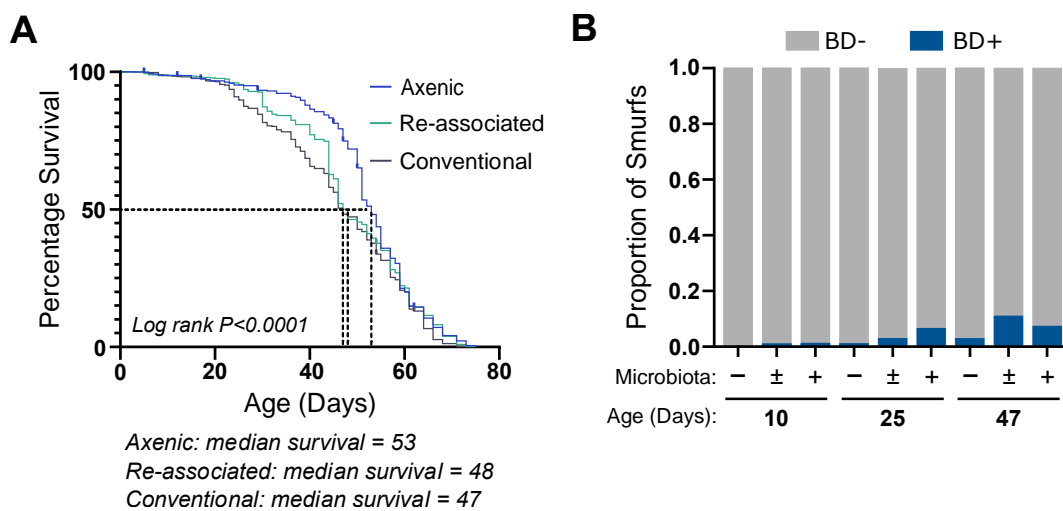 A
Percentage Survival
100
50
0
Axenic
Re-associated
Conventional
Log rank P<0.0001
0 20 40 60 80
Age (Days)
Axenic: median survival = 53
Re-associated: median survival = 48
Conventional: median survival = 47
B
BD- BD+
Proportion of Smurfs
1.0
0.8
0.6
0.4
0.2
0.0
Microbiota: − ± + − ± + − ± +
Age (Days): 10 25 47